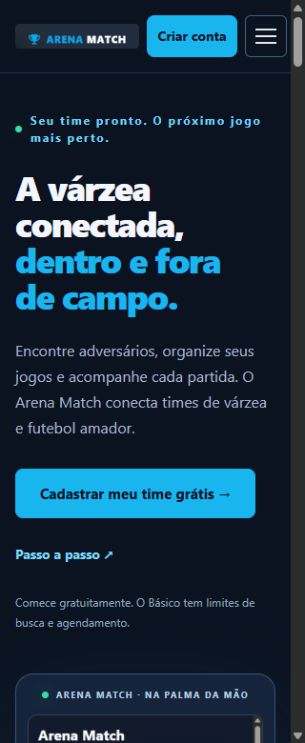 ARENA MATCH
Criar conta
Seu time pronto. O próximo jogo
mais perto.
A várzea
conectada,
dentro e fora
de campo.
Encontre adversários, organize seus
jogos e acompanhe cada partida. O
Arena Match conecta times de várzea
e futebol amador.
Cadastrar meu time grátis →
Passo a passo ↗
Comece gratuitamente. O Básico tem limites de
busca e agendamento.
ARENA MATCH · NA PALMA DA MÃO
Arena Match